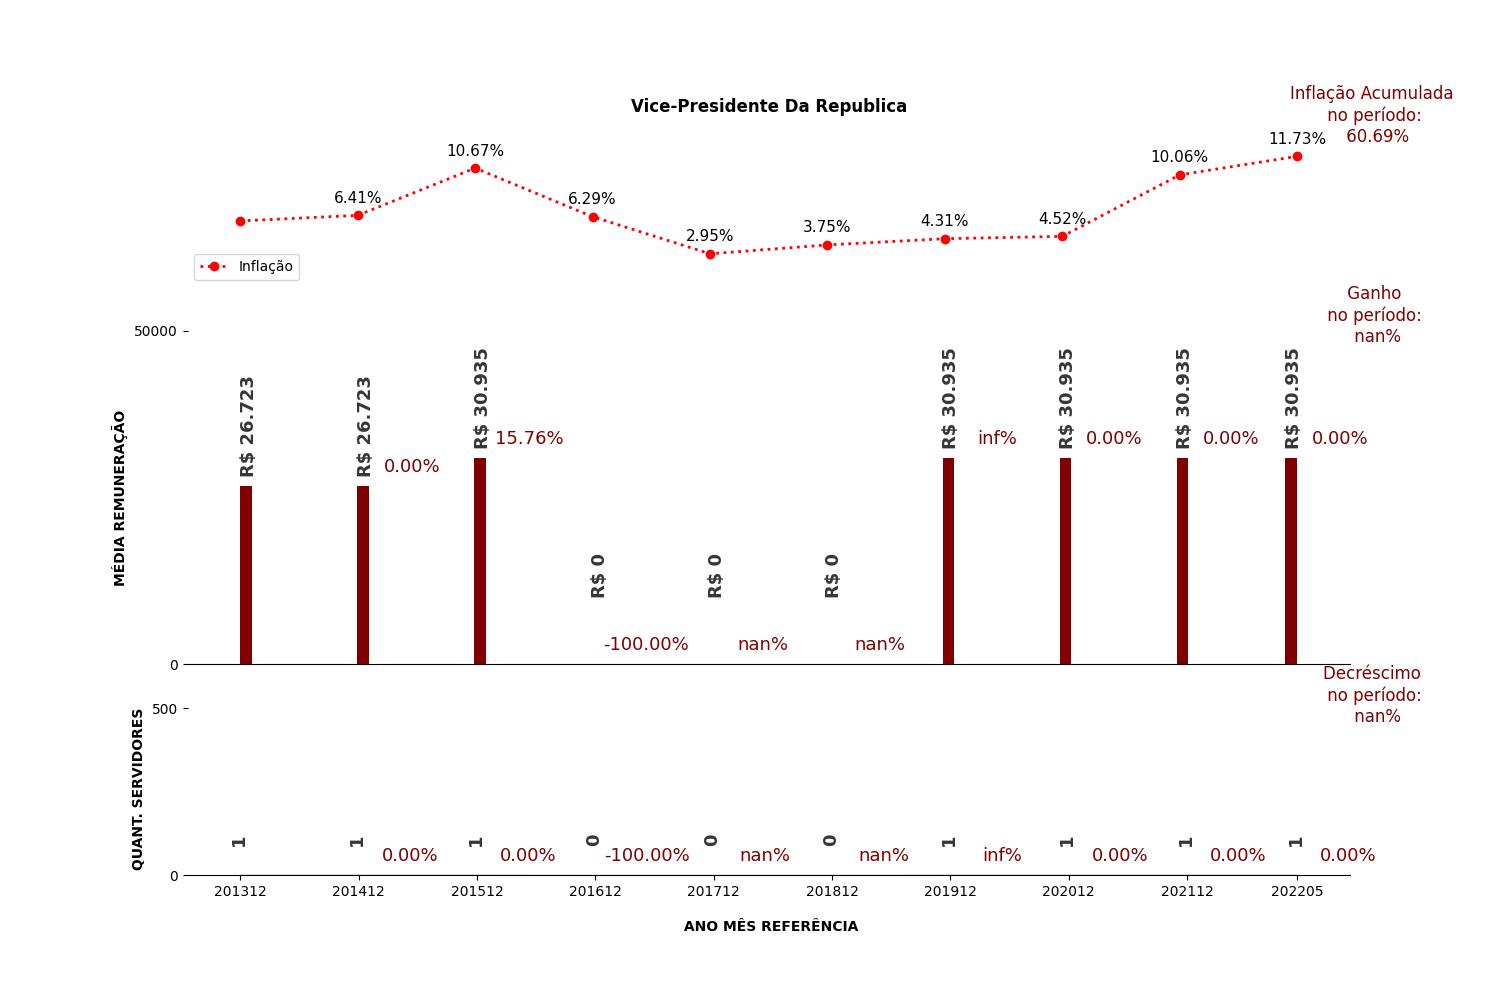 Vice-Presidente Da Republica
Inflação Acumulada
no período:
60.69%
6.41%
10.67%
6.29%
2.95%
3.75%
4.31%
4.52%
10.06%
11.73%
Inflação
Ganho
no período:
nan%
MÉDIA REMUNERAÇÃO
50000
0
R$ 26.723
R$ 26.723
R$ 30.935
R$ 0
R$ 0
R$ 0
R$ 30.935
R$ 30.935
R$ 30.935
R$ 30.935
0.00%
15.76%
-100.00%
nan%
nan%
inf%
0.00%
0.00%
0.00%
Decréscimo
no período:
nan%
QUANT. SERVIDORES
500
0
1
1
1
0
0
0
1
1
1
1
0.00%
0.00%
-100.00%
nan%
nan%
inf%
0.00%
0.00%
0.00%
201312
201412
201512
201612
201712
201812
201912
202012
202112
202205
ANO MÊS REFERÊNCIA